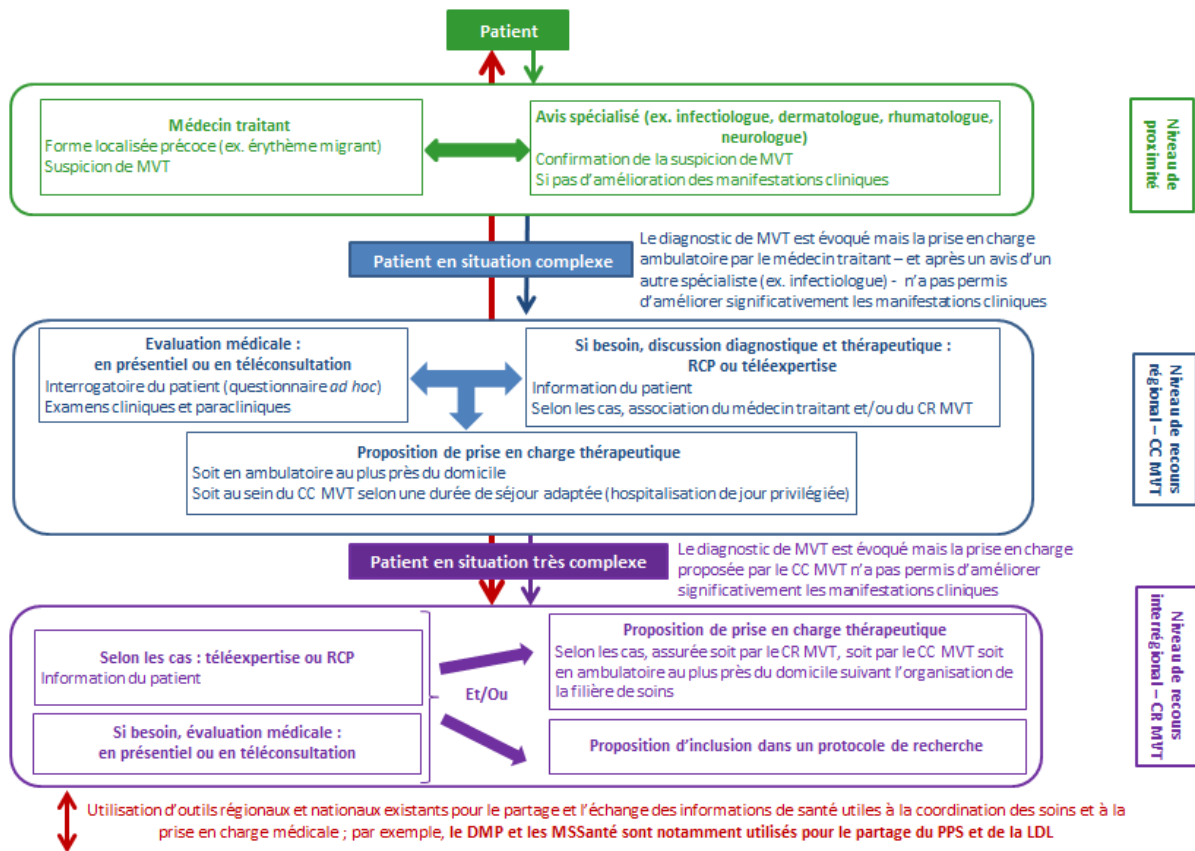 Patient
Médecin traitant
Forme localisée précoce (ex. érythème migrant)
Suspicion de MVT
Avis spécialisé (ex. infectiologue, dermatologue, rhumatologue,
neurologue)
Confirmation de la suspicion de MVT
Si pas d'amélioration des manifestations cliniques
Niveau de
proximité
Patient en situation complexe
Le diagnostic de MVT est évoqué mais la prise en charge
ambulatoire par le médecin traitant – et après un avis d'un
autre spécialiste (ex. infectiologue) - n'a pas permis
d'améliorer significativement les manifestations cliniques
Evaluation médicale :
en présentiel ou en téléconsultation
Interrogatoire du patient (questionnaire ad hoc)
Examens cliniques et paracliniques
Si besoin, discussion diagnostique et thérapeutique :
RCP ou téléexpertise
Information du patient
Selon les cas, association du médecin traitant et/ou du CR MVT
Proposition de prise en charge thérapeutique
Soit en ambulatoire au plus près du domicile
Soit au sein du CC MVT selon une durée de séjour adaptée (hospitalisation de jour privilégiée)
Niveau de recours
régional – CC MVT
Patient en situation très complexe
Le diagnostic de MVT est évoqué mais la prise en charge
proposée par le CC MVT n'a pas permis d'améliorer
significativement les manifestations cliniques
Selon les cas : téléexpertise ou RCP
Information du patient
Si besoin, évaluation médicale :
en présentiel ou en téléconsultation
Et/Ou
Proposition de prise en charge thérapeutique
Selon les cas, assurée soit par le CR MVT, soit par le CC MVT soit
en ambulatoire au plus près du domicile suivant l'organisation de
la filière de soins
Proposition d'inclusion dans un protocole de recherche
Niveau de recours
interrégional – CR MVT
Utilisation d'outils régionaux et nationaux existants pour le partage et l'échange des informations de santé utiles à la coordination des soins et à la
prise en charge médicale ; par exemple, le DMP et les MSSanté sont notamment utilisés pour le partage du PPS et de la LDL